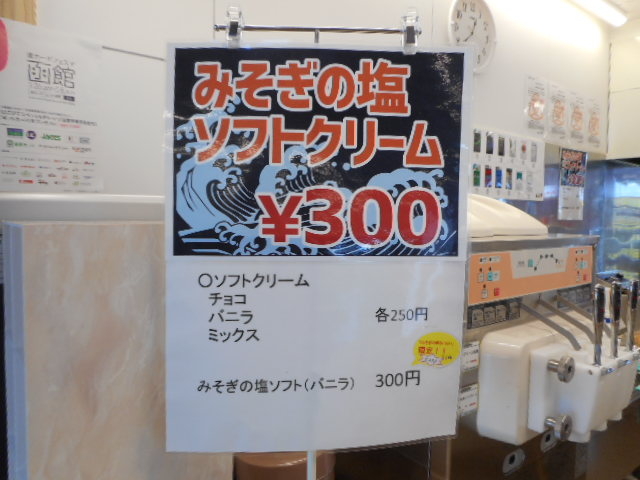 みそぎの塩
ソフトクリーム
¥300
○ソフトクリーム
チョコ
バニラ 各250円
ミックス
限定!!
みそぎの塩ソフト(バニラ) 300円
函館